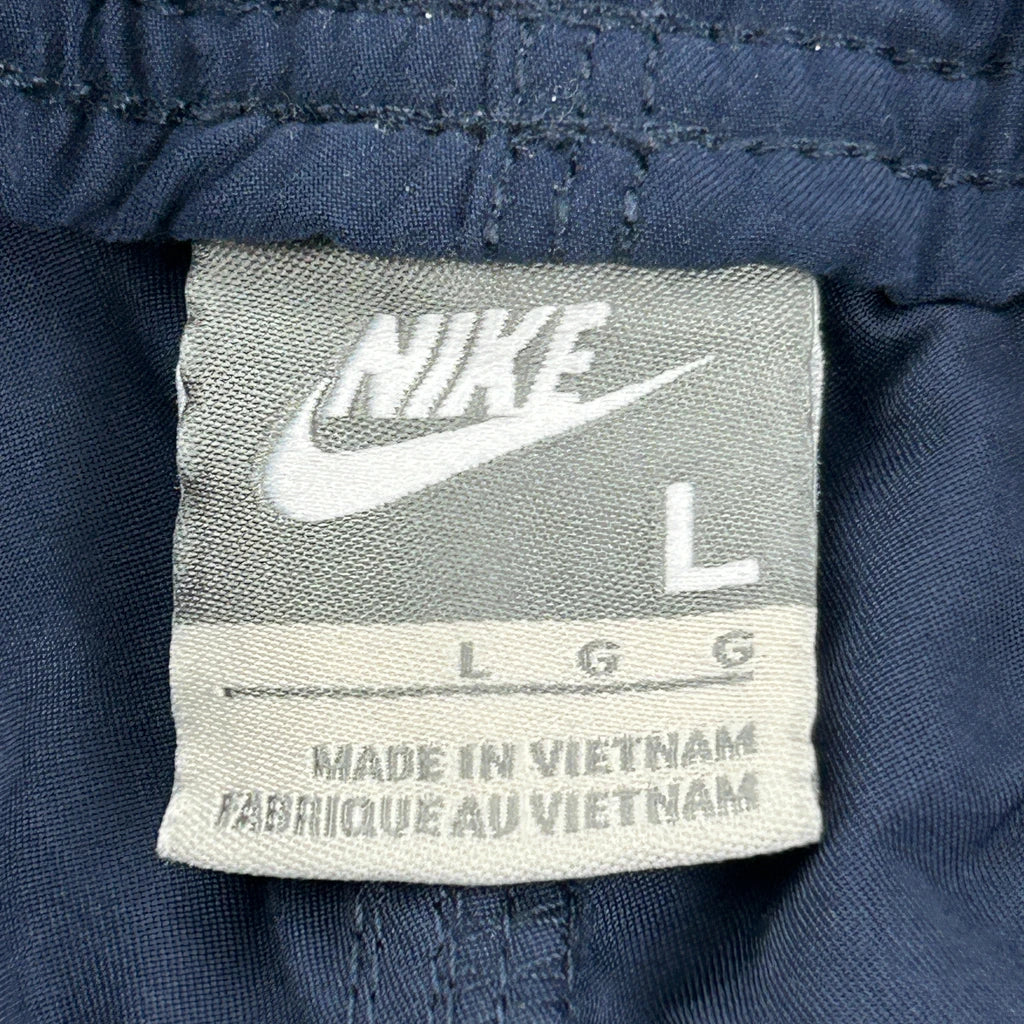 NIKE
L
L G G
MADE IN VIETNAM
FABRIQUE AU VIETNAM